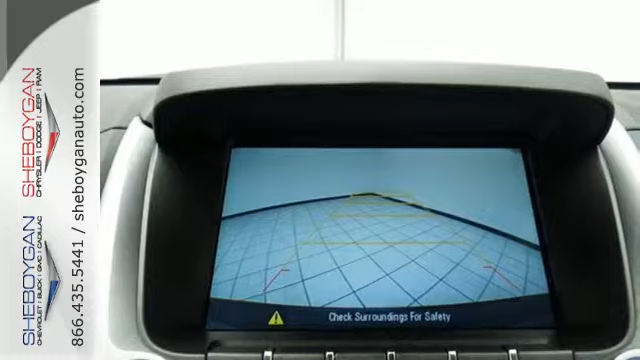 SHEBOYGAN
CHRYSLER | DODGE | JEEP | RAM
SHEBOYGAN
CHEVROLET | BUICK | GMC | CADILLAC
866.435.5441 / sheboyganauto.com
Check Surroundings For Safety